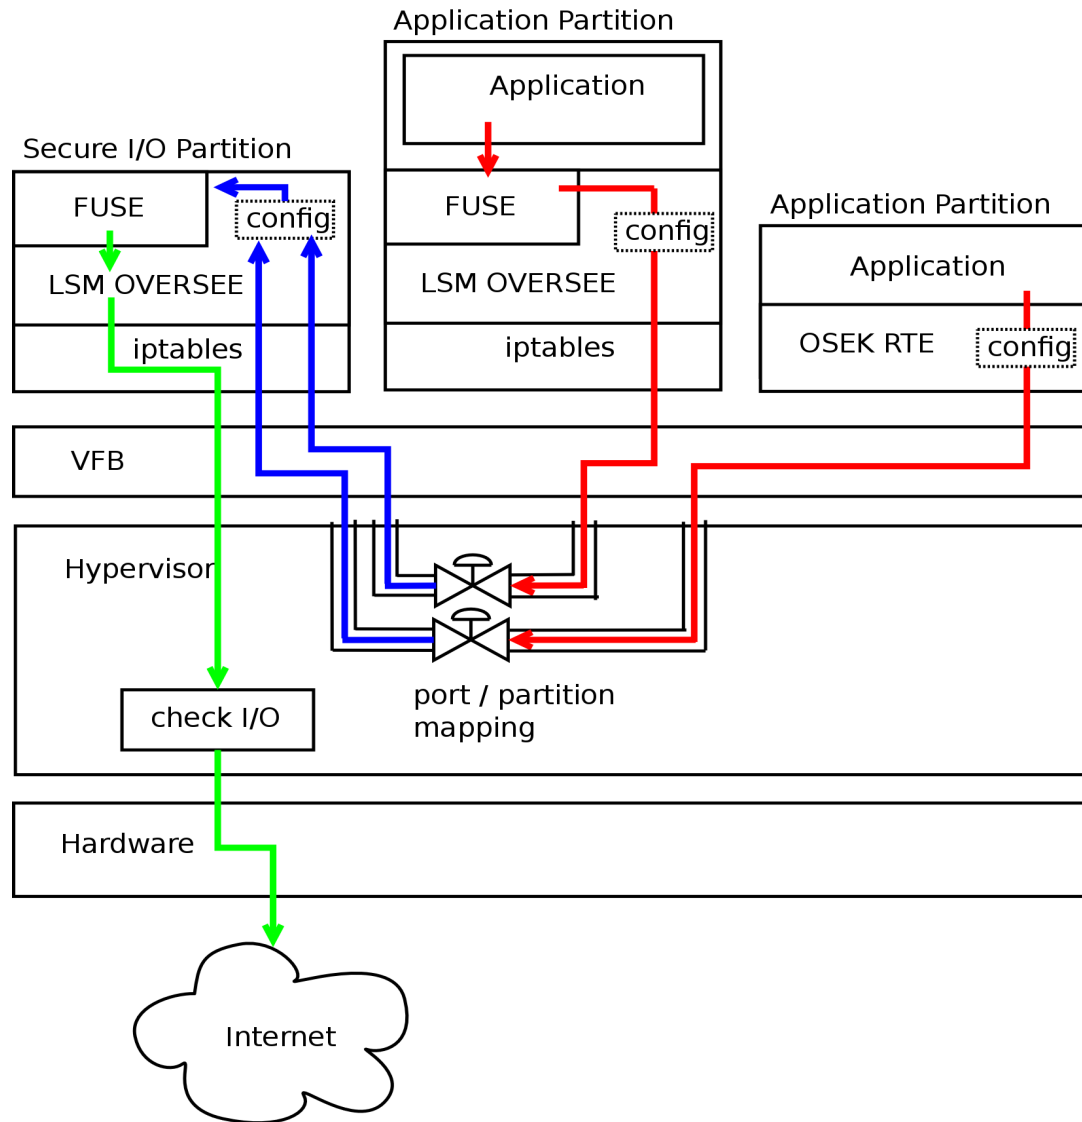 Application Partition
Application
Secure I/O Partition
FUSE
config
LSM OVERSEE
iptables
FUSE
config
LSM OVERSEE
iptables
Application Partition
Application
OSEK RTE
config
VFB
Hypervisor
check I/O
port / partition
mapping
Hardware
Internet